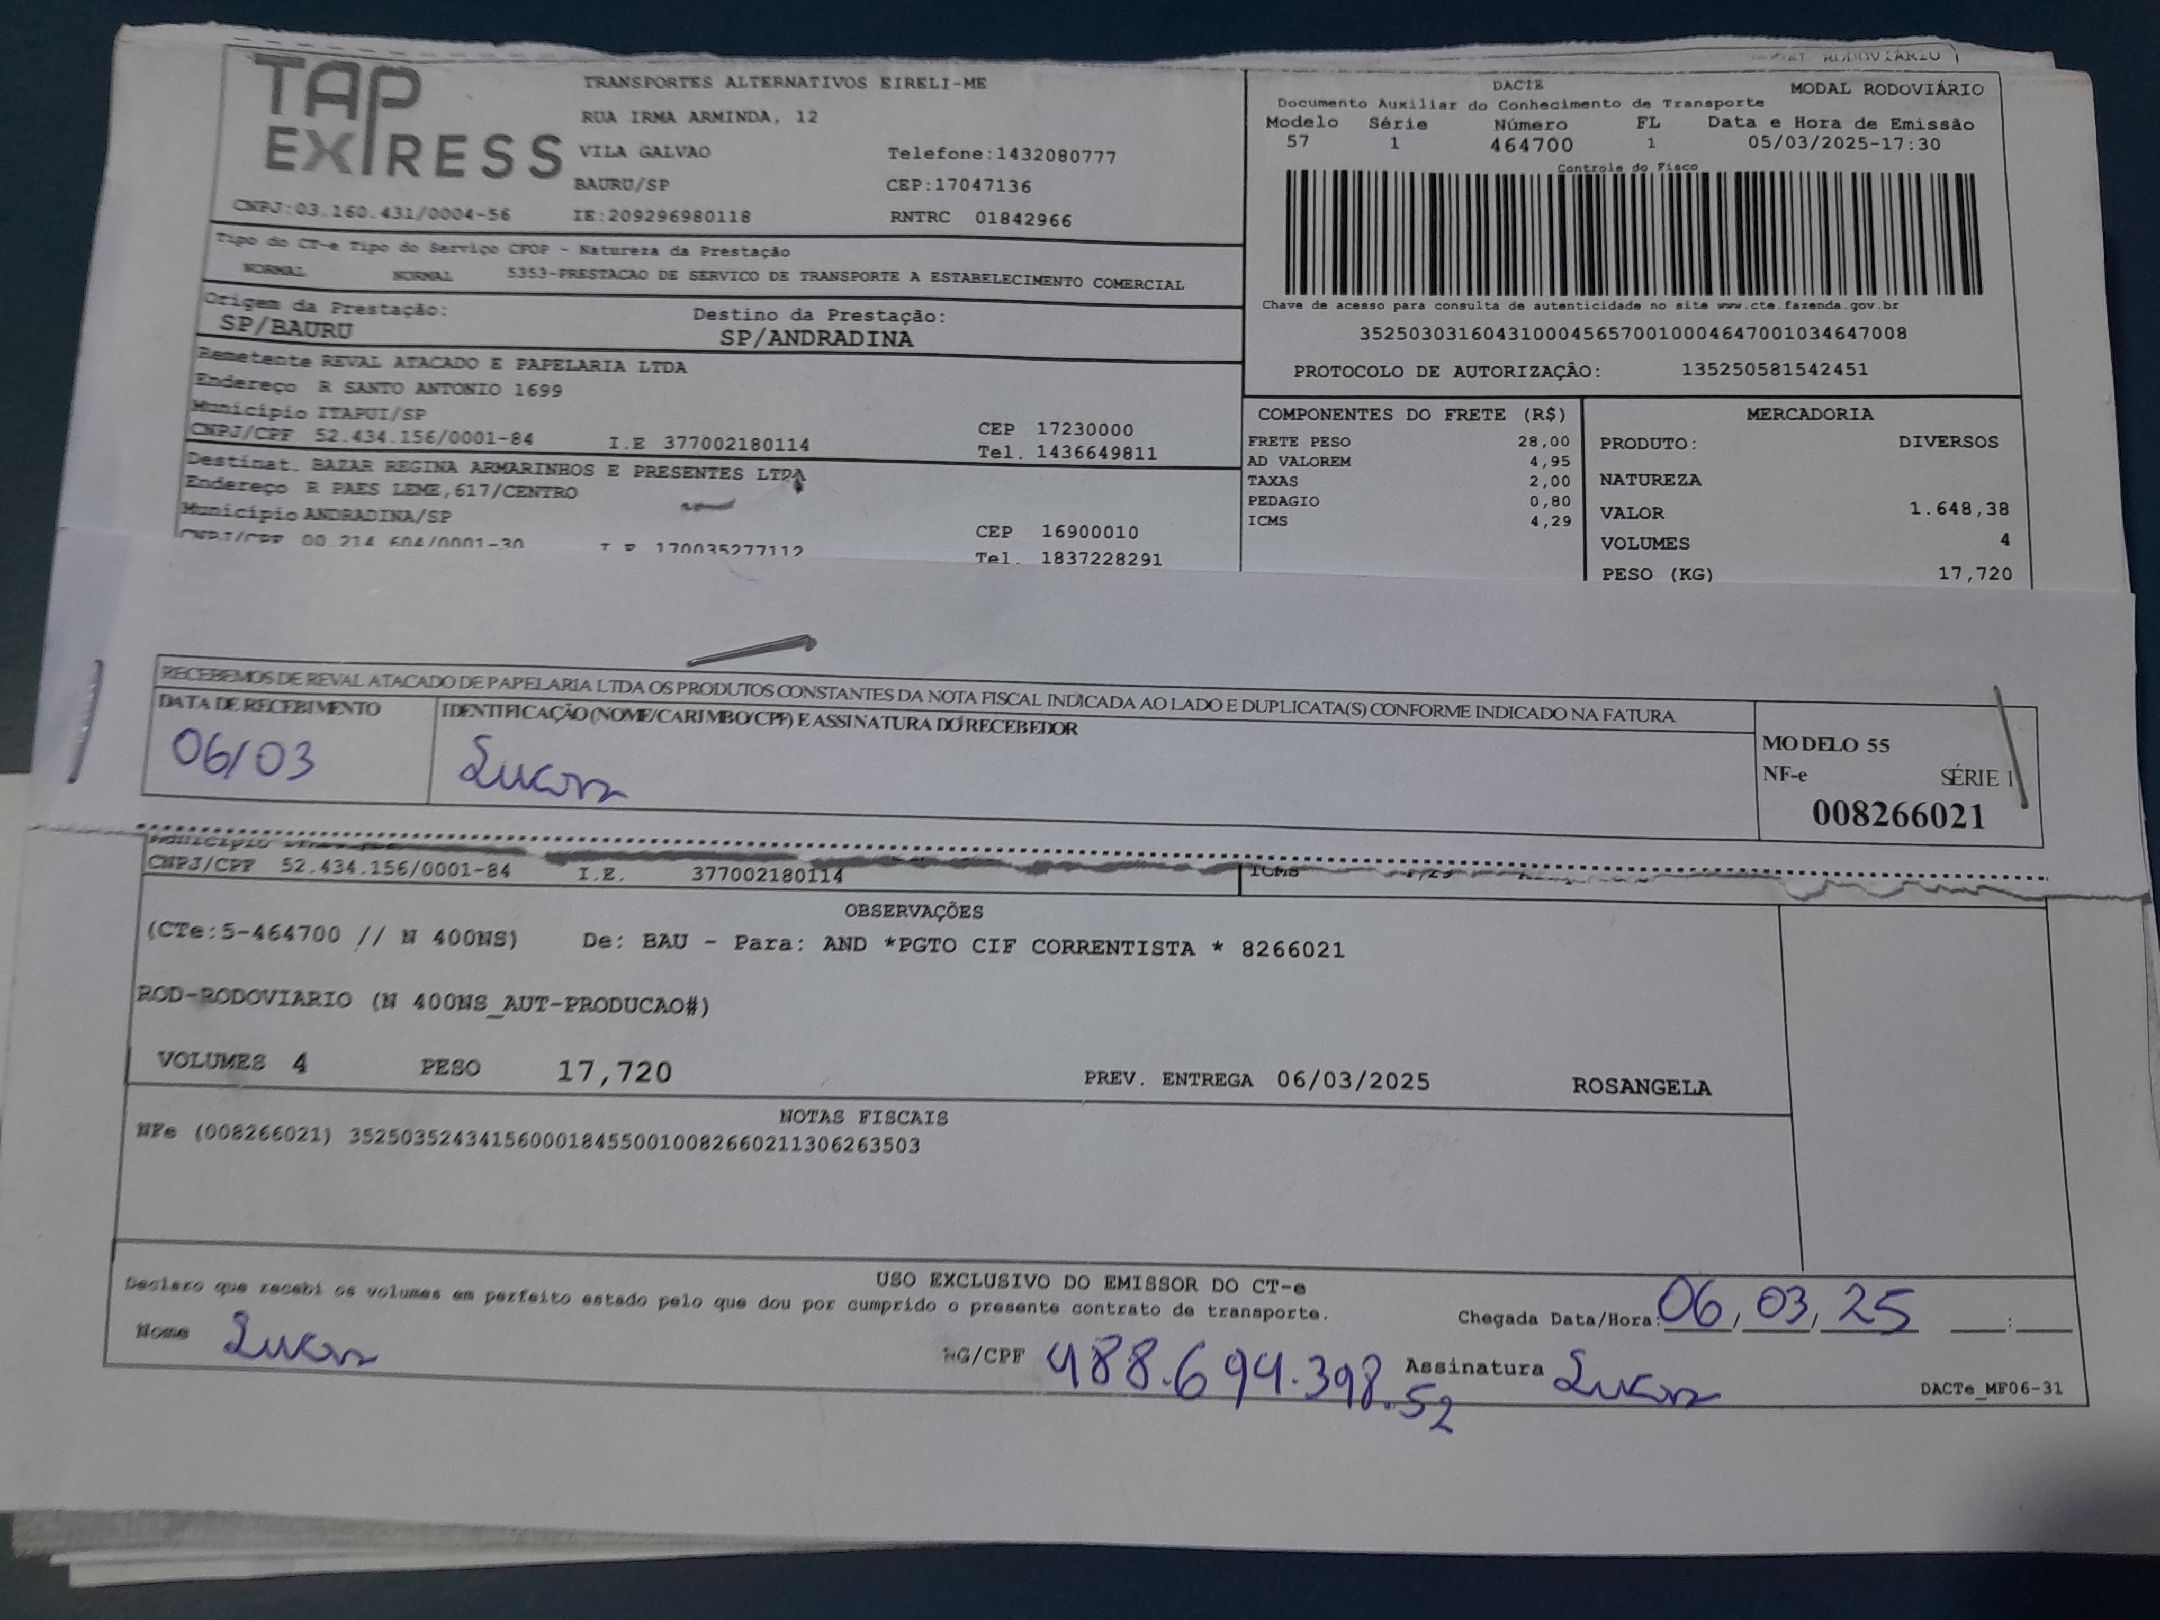 TAP EXPRESS
TRANSPORTES ALTERNATIVOS EIRELI-ME
RUA IRMA ARMINDA, 12
VILA GALVAO Telefone:1432080777
BAURU/SP CEP:17047136
CNPJ:03.160.431/0004-56 IE:209296980118 RNTRC 01842966
MODAL RODOVIÁRIO
DACTE
Documento Auxiliar do Conhecimento de Transporte
Modelo Série Número FL Data e Hora de Emissão
57 1 464700 1 05/03/2025-17:30
Controle do Fisco
Chave de acesso para consulta de autenticidade no site www.cte.fazenda.gov.br
35250303160431000456570010004647001034647008
PROTOCOLO DE AUTORIZAÇÃO: 135250581542451
Tipo do CT-e Tipo do Serviço CFOP - Natureza da Prestação
NORMAL NORMAL 5353-PRESTACAO DE SERVICO DE TRANSPORTE A ESTABELECIMENTO COMERCIAL
Origem da Prestação: Destino da Prestação:
SP/BAURU SP/ANDRADINA
Remetente REVAL ATACADO E PAPELARIA LTDA
Endereço R SANTO ANTONIO 1699
Município ITAPUI/SP CEP 17230000
CNPJ/CPF 52.434.156/0001-84 I.E 377002180114 Tel. 1436649811
Destinat. BAZAR REGINA ARMARINHOS E PRESENTES LTDA
Endereço R PAES LEME,617/CENTRO
Município ANDRADINA/SP CEP 16900010
CNPJ/CPF 00.214.604/0001-30 I.E 170035277112 Tel. 1837228291
COMPONENTES DO FRETE (R$)
FRETE PESO 28,00
AD VALOREM 4,95
TAXAS 2,00
PEDAGIO 0,80
ICMS 4,29
MERCADORIA
PRODUTO: DIVERSOS
NATUREZA
VALOR 1.648,38
VOLUMES 4
PESO (KG) 17,720
RECEBEMOS DE REVAL ATACADO DE PAPELARIA LTDA OS PRODUTOS CONSTANTES DA NOTA FISCAL INDICADA AO LADO E DUPLICATA(S) CONFORME INDICADO NA FATURA
DATA DE RECEBIMENTO IDENTIFICAÇÃO (NOME/CARIMBO/CPF) E ASSINATURA DO RECEBEDOR
06/03 Lucas
MODELO 55
NF-e SÉRIE 1
008266021
CNPJ/CPF 52.434.156/0001-84 I.E. 377002180114 ICMS
OBSERVAÇÕES
(CTe:5-464700 // N 400NS) De: BAU - Para: AND *PGTO CIF CORRENTISTA * 8266021
ROD-RODOVIARIO (N 400NS_AUT-PRODUCAO#)
VOLUMES 4 PESO 17,720 PREV. ENTREGA 06/03/2025 ROSANGELA
NOTAS FISCAIS
NFe (008266021) 35250352434156000184550010082660211306263503
USO EXCLUSIVO DO EMISSOR DO CT-e
Declaro que recebi os volumes em perfeito estado pelo que dou por cumprido o presente contrato de transporte.
Chegada Data/Hora: 06/03/25 __:__
Nome Lucas RG/CPF 488.694.398.52 Assinatura Lucas
DACTe_MF06-31